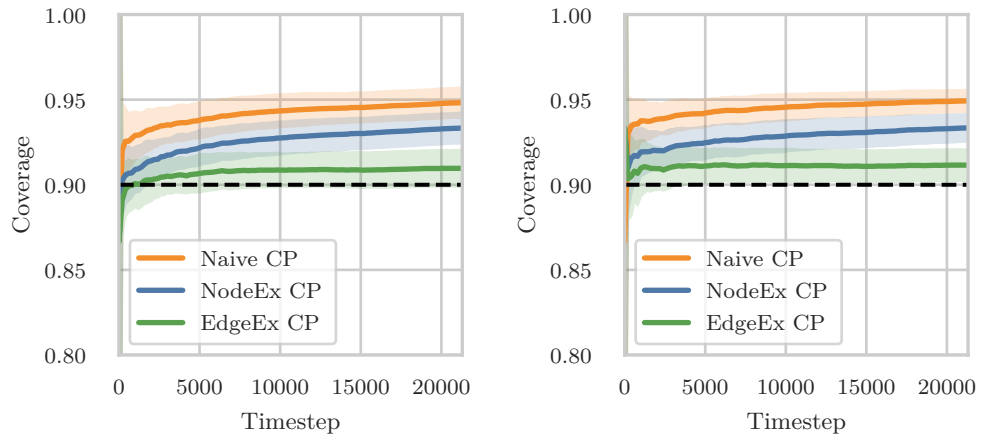 1.00
0.95
0.90
0.85
0.80
Coverage
Naive CP
NodeEx CP
EdgeEx CP
0
5000
10000
15000
20000
Timestep
1.00
0.95
0.90
0.85
0.80
Coverage
Naive CP
NodeEx CP
EdgeEx CP
0
5000
10000
15000
20000
Timestep